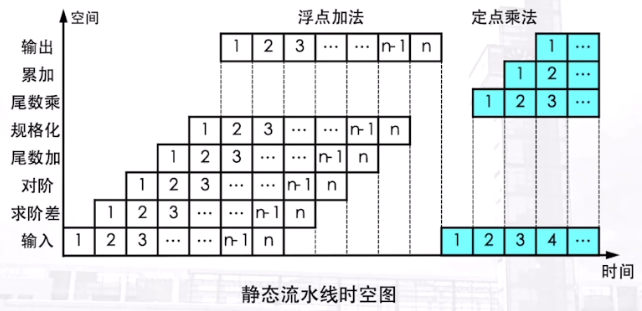 空间 浮点加法 定点乘法
输出 1 2 3 … … n-1 n 1 …
累加 1 2 …
尾数乘 1 2 3 …
规格化 1 2 3 … … n-1 n
尾数加 1 2 3 … … n-1 n
对阶 1 2 3 … … n-1 n
求阶差 1 2 3 … … n-1 n
输入 1 2 3 … … n-1 n 1 2 3 4 …
时间
静态流水线时空图